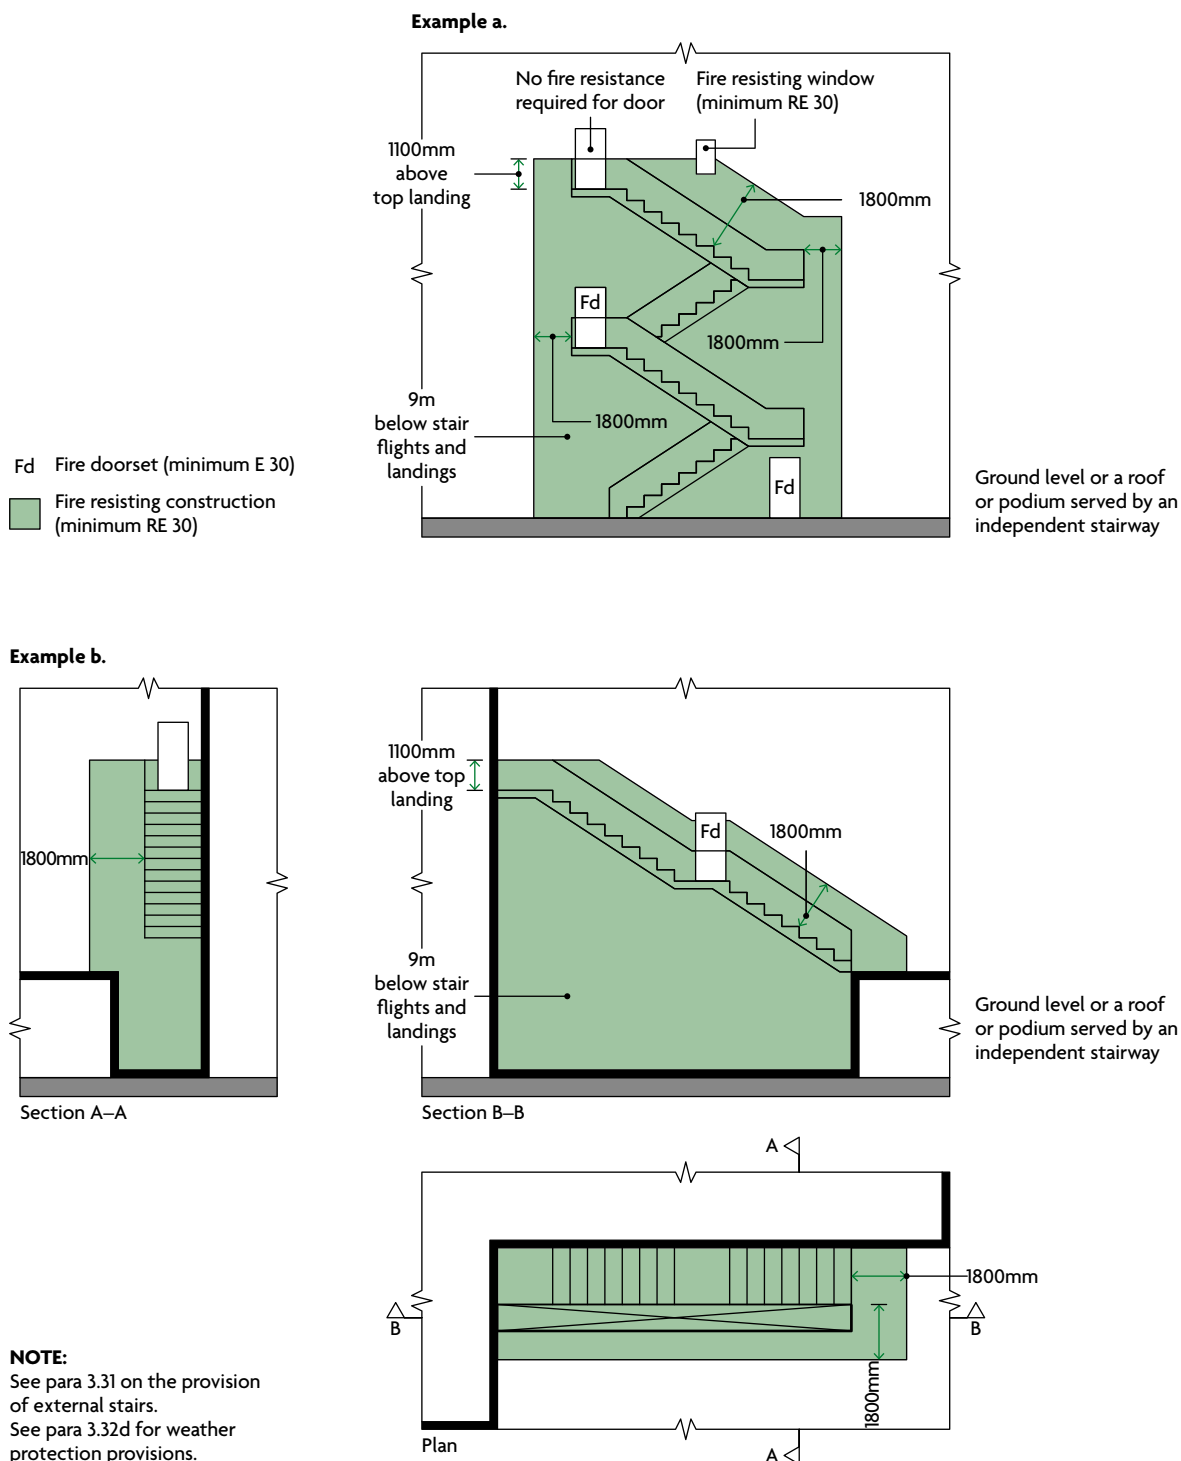 Example a.
No fire resistance
required for door
Fire resisting window
(minimum RE 30)
1100mm
above
top landing
1800mm
Fd
1800mm
9m
below stair
flights and
landings
1800mm
Fd
Fd Fire doorset (minimum E 30)
Fire resisting construction
(minimum RE 30)
Ground level or a roof
or podium served by an
independent stairway
Example b.
1800mm
Section A–A
1100mm
above top
landing
Fd
1800mm
9m
below stair
flights and
landings
Ground level or a roof
or podium served by an
independent stairway
Section B–B
A
1800mm
B
B
1800mm
Plan
A
NOTE:
See para 3.31 on the provision
of external stairs.
See para 3.32d for weather
protection provisions.